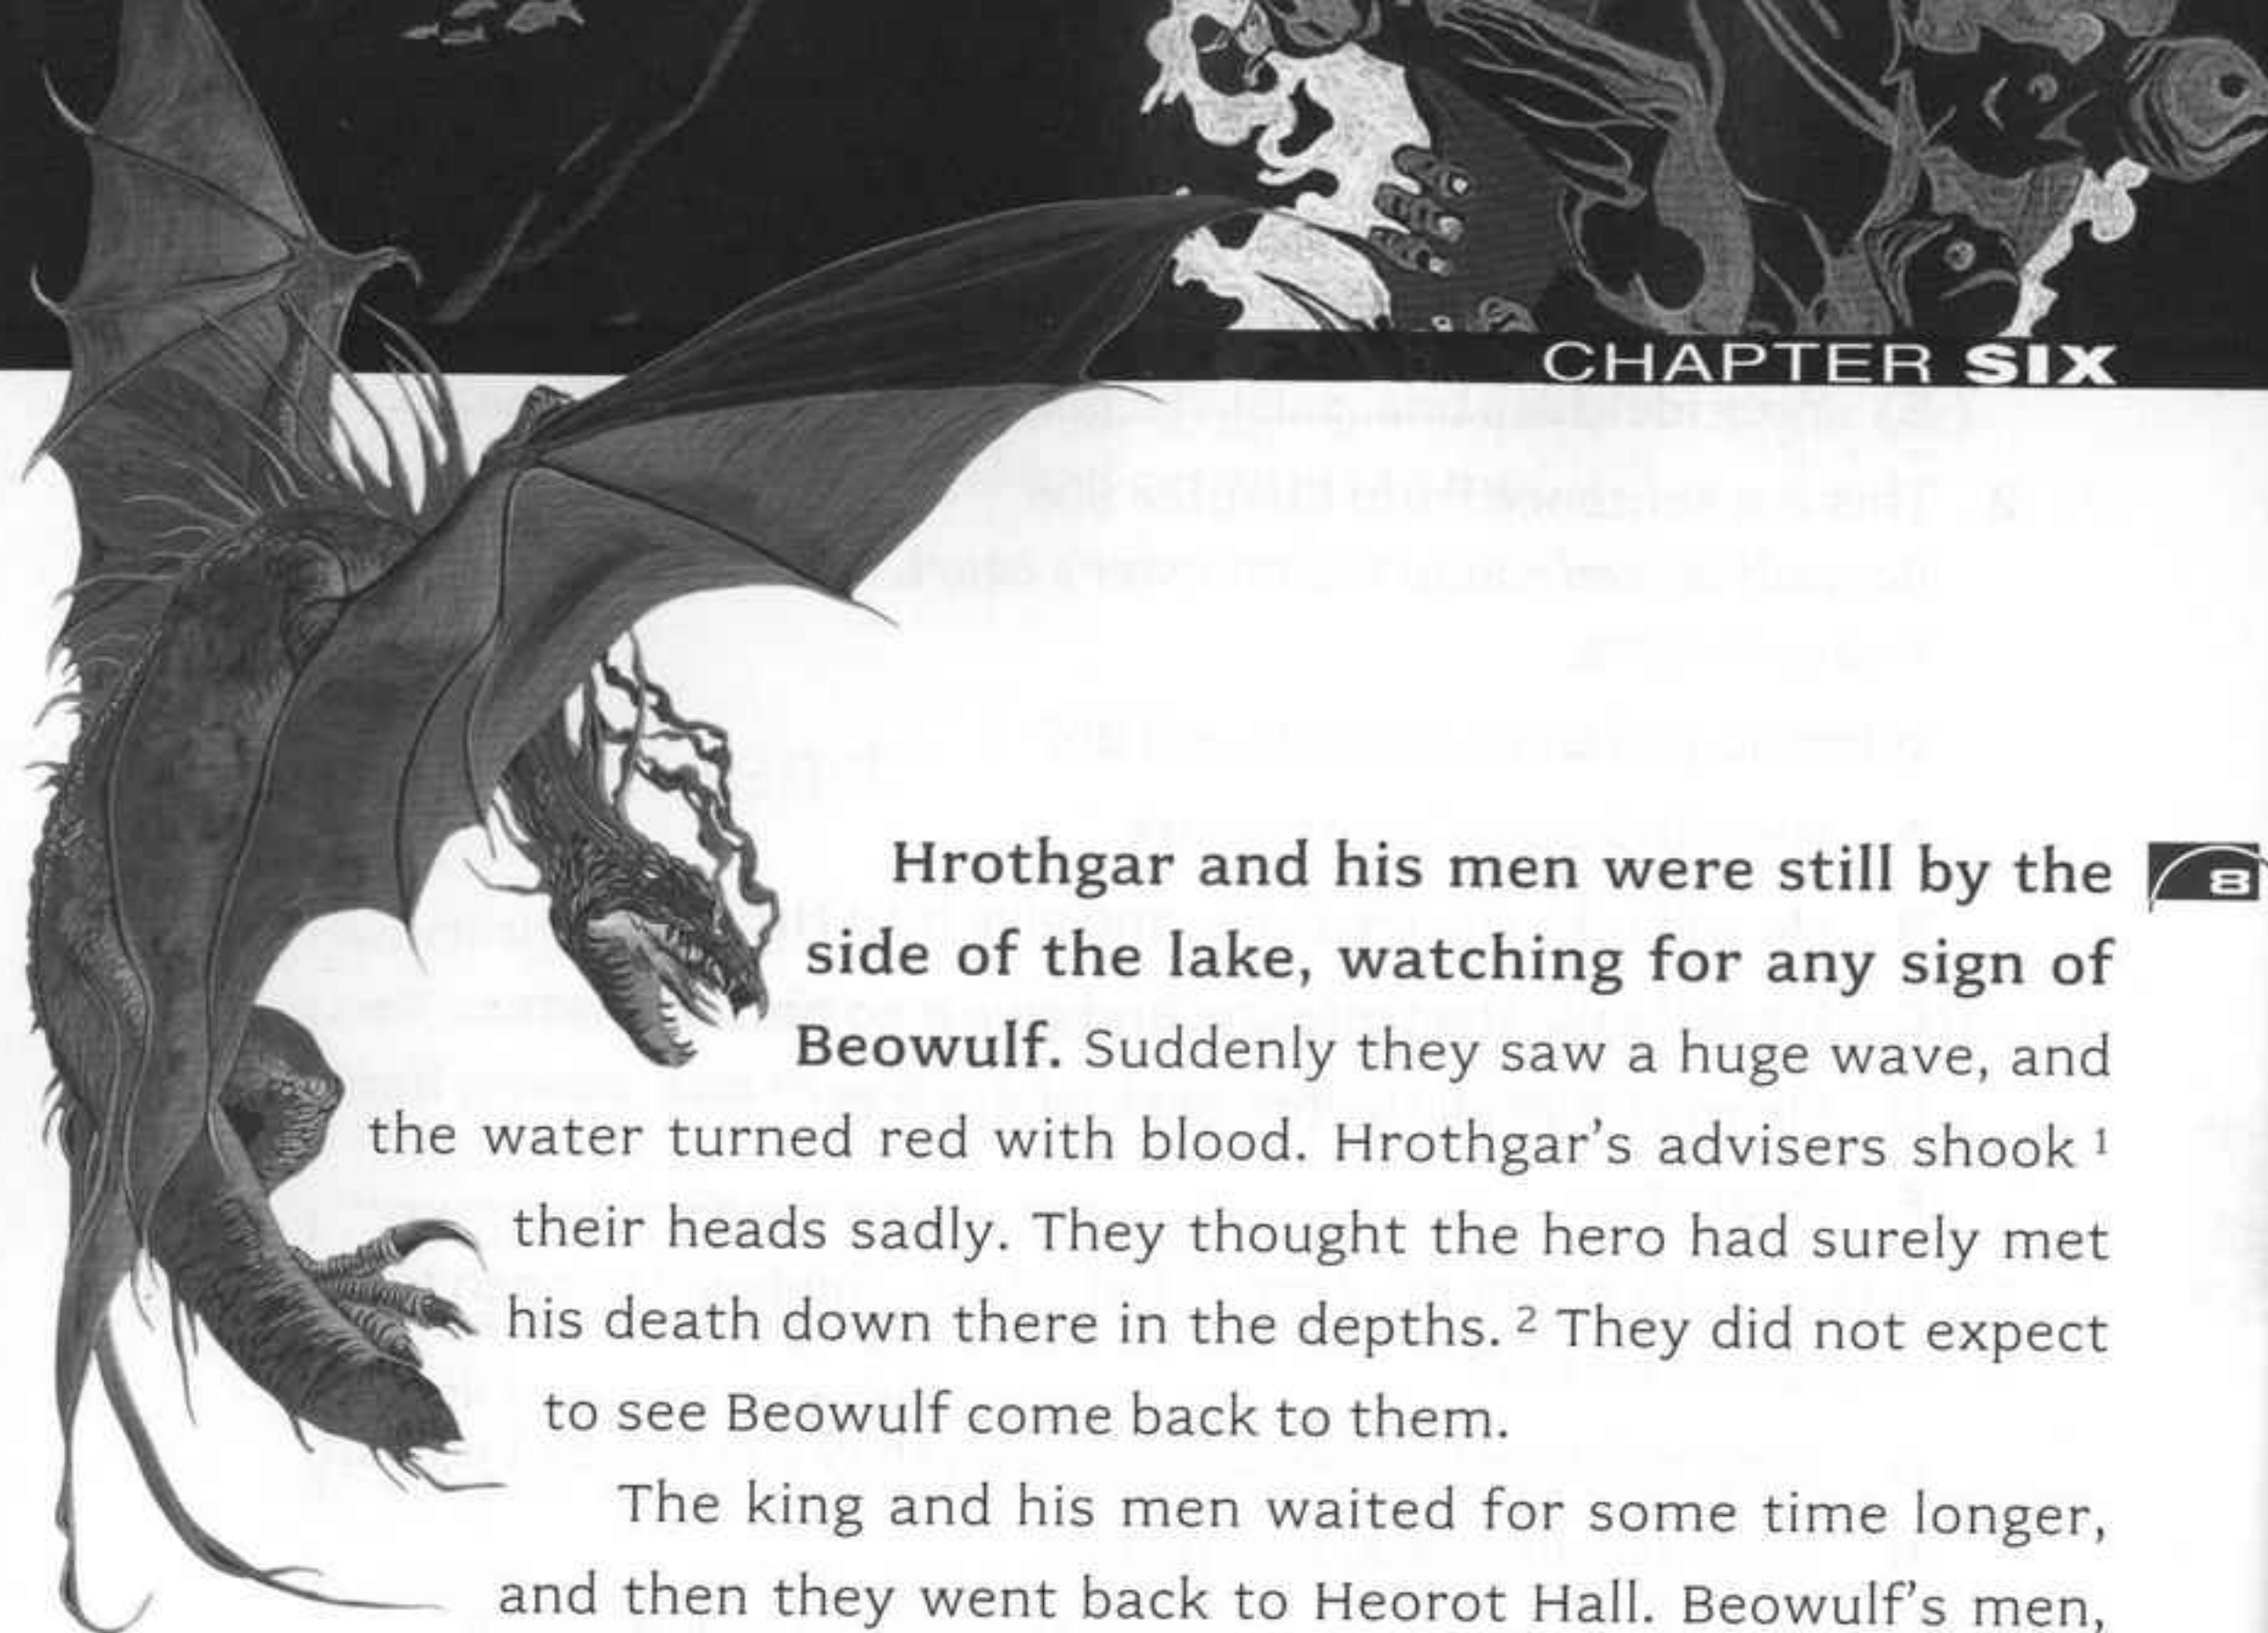 CHAPTER SIX
Hrothgar and his men were still by the
8
side of the lake, watching for any sign of
Beowulf. Suddenly they saw a huge wave, and
the water turned red with blood. Hrothgar's advisers shook 1
their heads sadly. They thought the hero had surely met
his death down there in the depths. 2 They did not expect
to see Beowulf come back to them.
The king and his men waited for some time longer,
and then they went back to Heorot Hall. Beowulf's men,